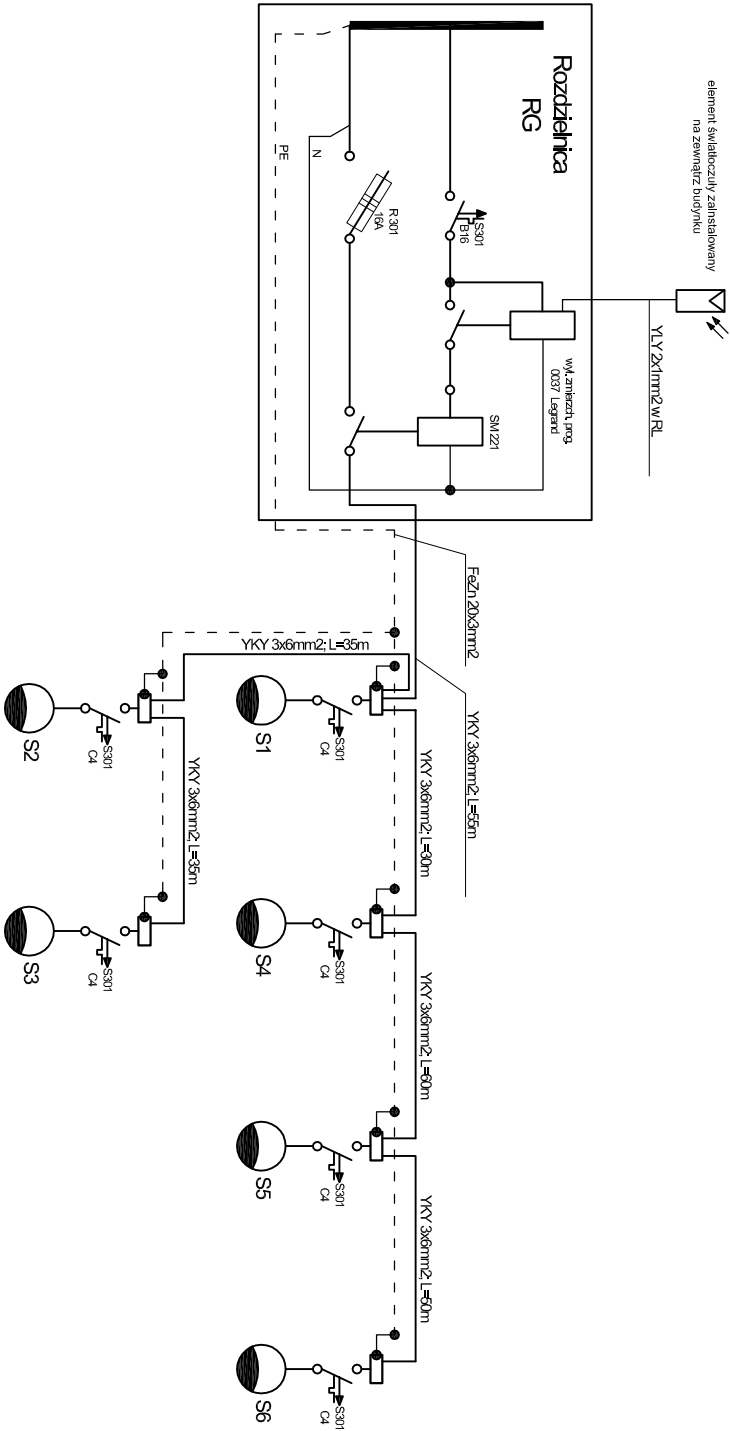 element światłoczuły zainstalowany
na zewnątrz budynku
YLY 2x1mm2 w RL
Rozdzielnica
RG
wył. zmierzch. prog.
0037 Legrand
S301
B16
SM 221
R 301
16A
N
PE
FeZn 20x3mm2
YKY 3x6mm2; L=55m
YKY 3x6mm2; L=35m
YKY 3x6mm2; L=30m
YKY 3x6mm2; L=60m
YKY 3x6mm2; L=50m
S301
C4
S1
S301
C4
S4
S301
C4
S5
S301
C4
S6
YKY 3x6mm2; L=35m
S301
C4
S2
S301
C4
S3